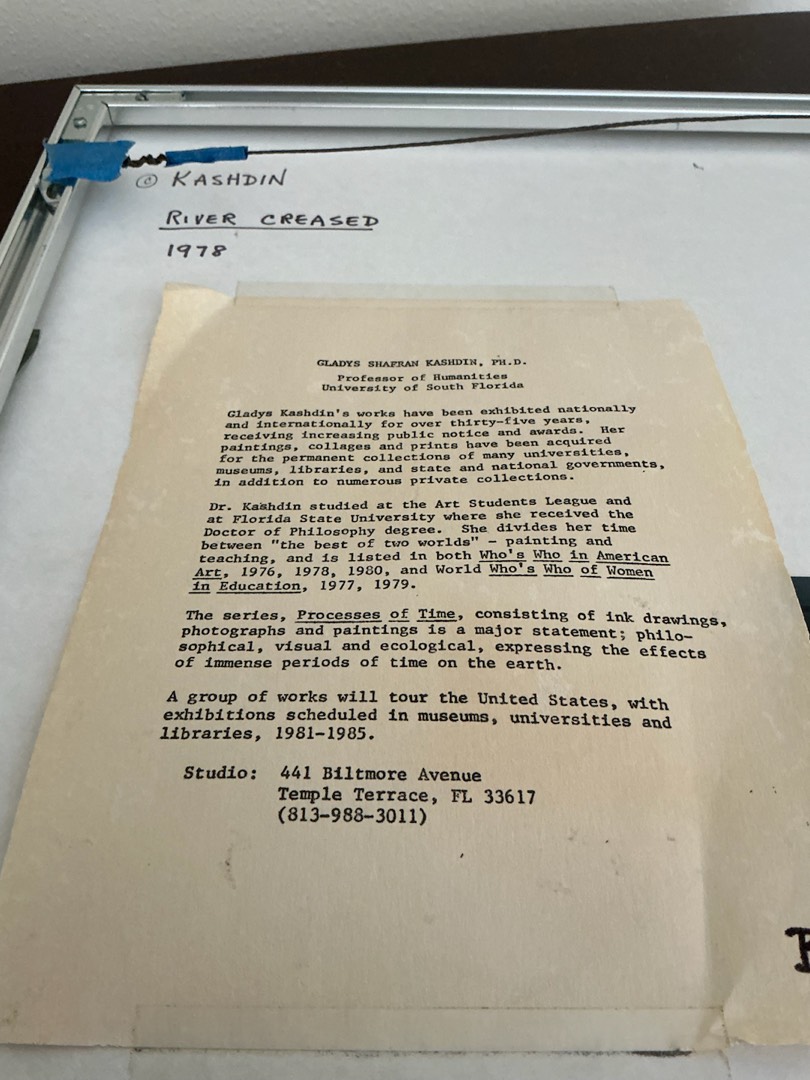 © KASHDIN
RIVER CREASED
1978
GLADYS SHAFRAN KASHDIN, PH.D.
Professor of Humanities
University of South Florida
Gladys Kashdin's works have been exhibited nationally
and internationally for over thirty-five years,
receiving increasing public notice and awards. Her
paintings, collages and prints have been acquired
for the permanent collections of many universities,
museums, libraries, and state and national governments,
in addition to numerous private collections.
Dr. Kashdin studied at the Art Students League and
at Florida State University where she received the
Doctor of Philosophy degree. She divides her time
between "the best of two worlds" - painting and
teaching, and is listed in both Who's Who in American
Art, 1976, 1978, 1980, and World Who's Who of Women
in Education, 1977, 1979.
The series, Processes of Time, consisting of ink drawings,
photographs and paintings is a major statement; philo-
sophical, visual and ecological, expressing the effects
of immense periods of time on the earth.
A group of works will tour the United States, with
exhibitions scheduled in museums, universities and
libraries, 1981-1985.
Studio: 441 Biltmore Avenue
Temple Terrace, FL 33617
(813-988-3011)